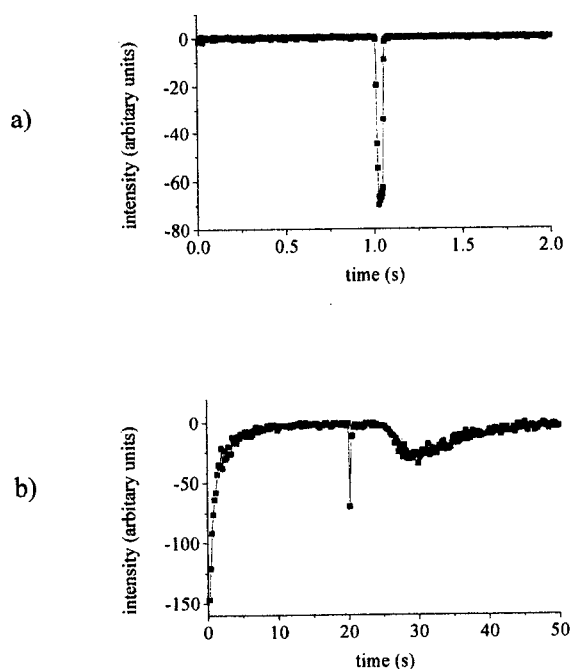 a)
intensity (arbitary units)
0
-20
-40
-60
-80
0.0 0.5 1.0 1.5 2.0
time (s)
b)
intensity (arbitary units)
0
-50
-100
-150
0 10 20 30 40 50
time (s)